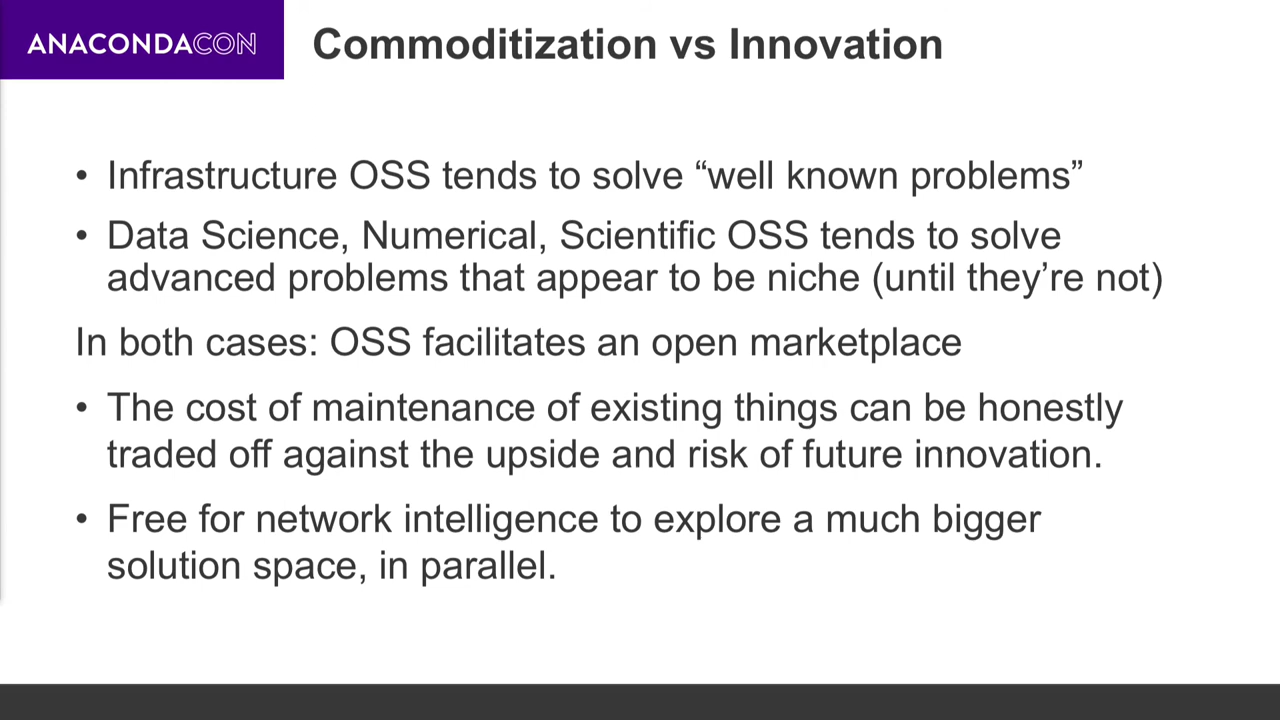 ANACONDACON
Commoditization vs Innovation
• Infrastructure OSS tends to solve “well known problems”
• Data Science, Numerical, Scientific OSS tends to solve
advanced problems that appear to be niche (until they’re not)
In both cases: OSS facilitates an open marketplace
• The cost of maintenance of existing things can be honestly
traded off against the upside and risk of future innovation.
• Free for network intelligence to explore a much bigger
solution space, in parallel.